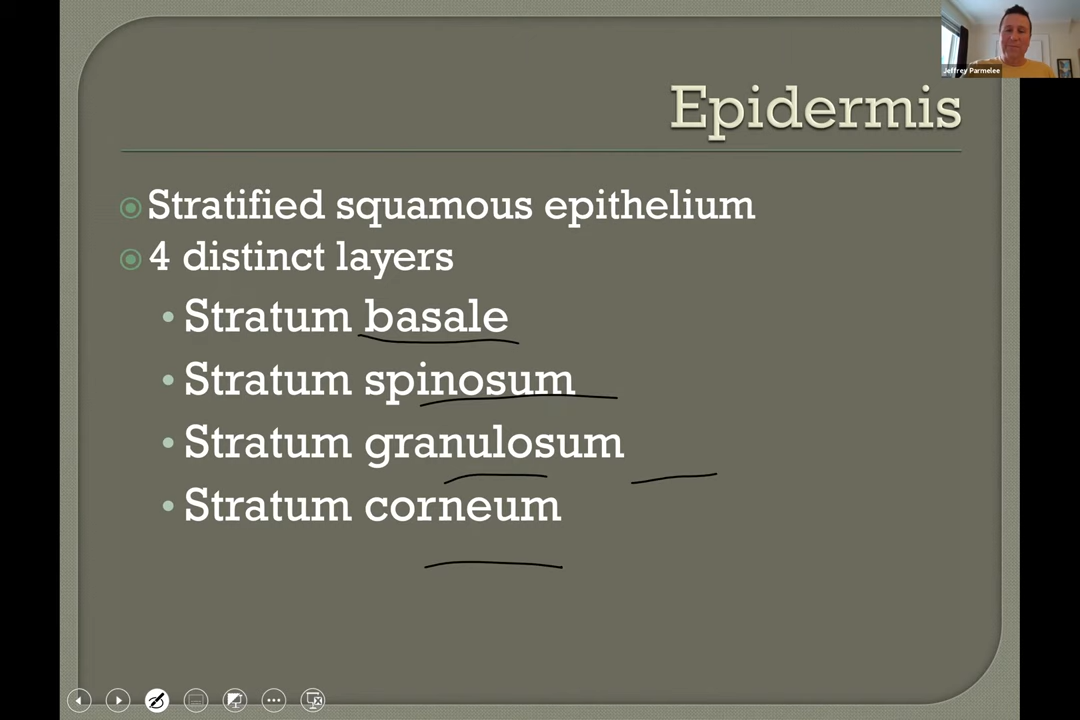 Jeffrey Parmelee
Epidermis
Stratified squamous epithelium
4 distinct layers
Stratum basale
Stratum spinosum
Stratum granulosum
Stratum corneum